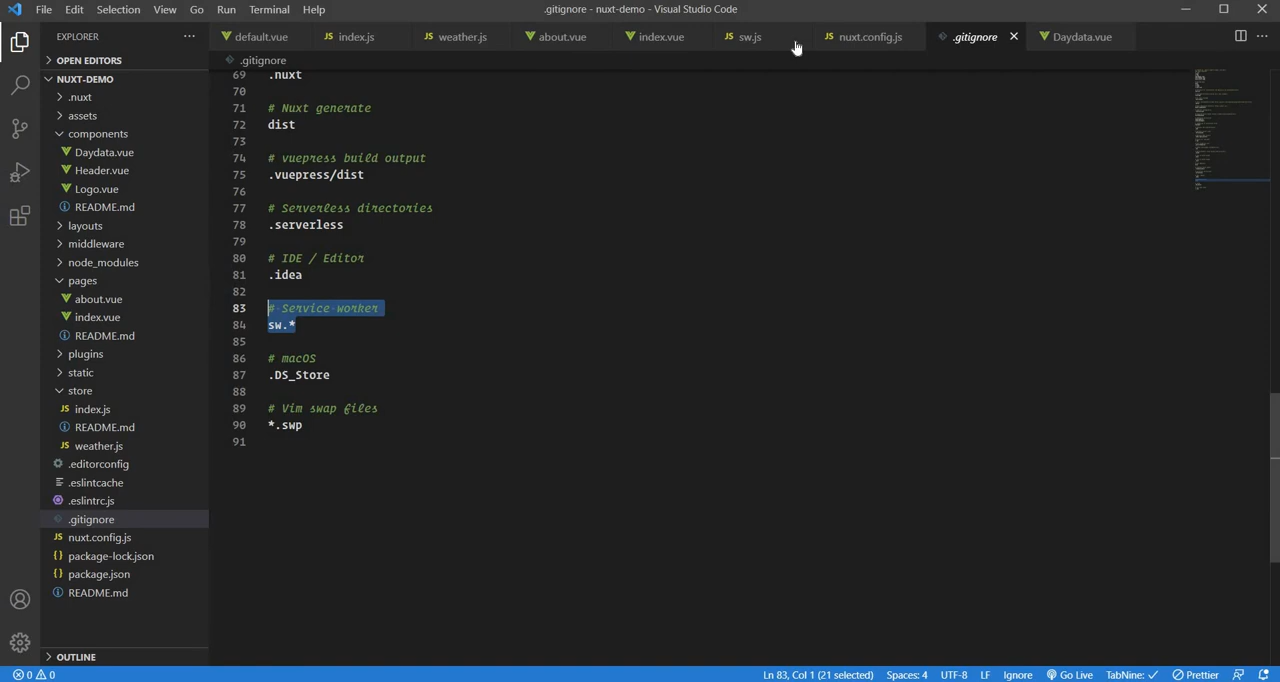 File Edit Selection View Go Run Terminal Help
.gitignore - nuxt-demo - Visual Studio Code
EXPLORER
default.vue
JS index.js
JS weather.js
about.vue
index.vue
JS sw.js
JS nuxt.config.js
.gitignore
Daydata.vue
OPEN EDITORS
NUXT-DEMO
.nuxt
assets
components
Daydata.vue
Header.vue
Logo.vue
README.md
layouts
middleware
node_modules
pages
about.vue
index.vue
README.md
plugins
static
store
JS index.js
README.md
JS weather.js
.editorconfig
.eslintcache
.eslintrc.js
.gitignore
JS nuxt.config.js
{} package-lock.json
{} package.json
README.md
OUTLINE
.gitignore
69 .nuxt
70
71 # Nuxt generate
72 dist
73
74 # vuepress build output
75 .vuepress/dist
76
77 # Serverless directories
78 .serverless
79
80 # IDE / Editor
81 .idea
82
83 # Service worker
84 sw.*
85
86 # macOS
87 .DS_Store
88
89 # Vim swap files
90 *.swp
91
0 0
Ln 83, Col 1 (21 selected)
Spaces: 4
UTF-8
LF
Ignore
Go Live
TabNine:
Prettier